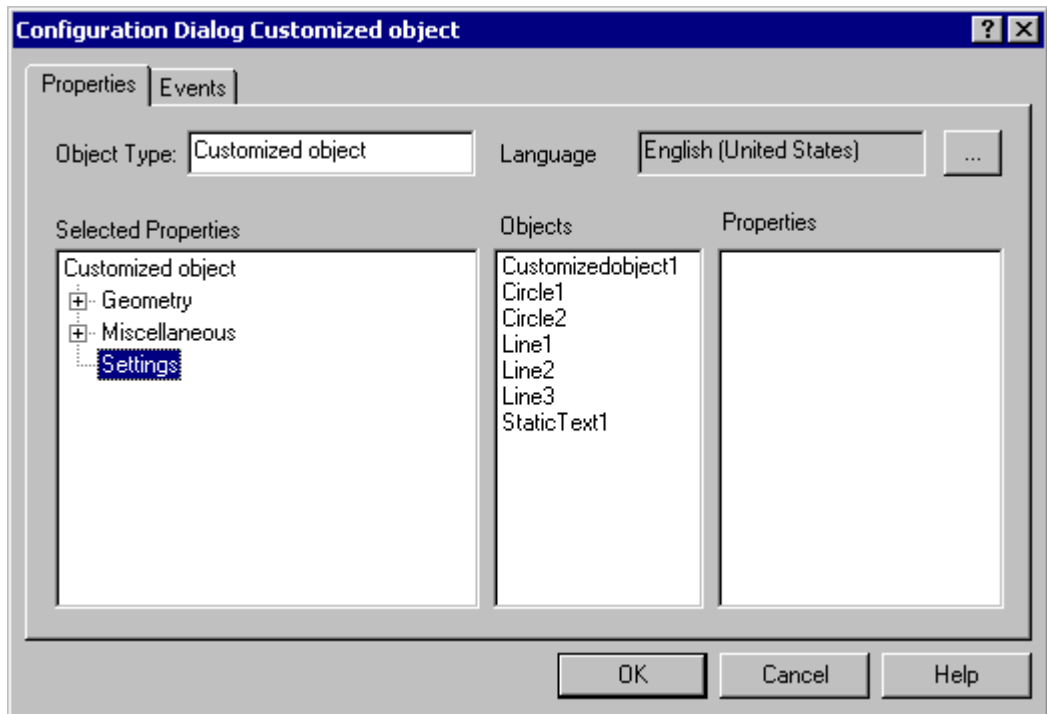 Configuration Dialog Customized object
Properties
Events
Object Type:
Customized object
Language
English (United States)
...
Selected Properties
Objects
Properties
Customized object
Geometry
Miscellaneous
Settings
Customizedobject1
Circle1
Circle2
Line1
Line2
Line3
StaticText1
OK
Cancel
Help